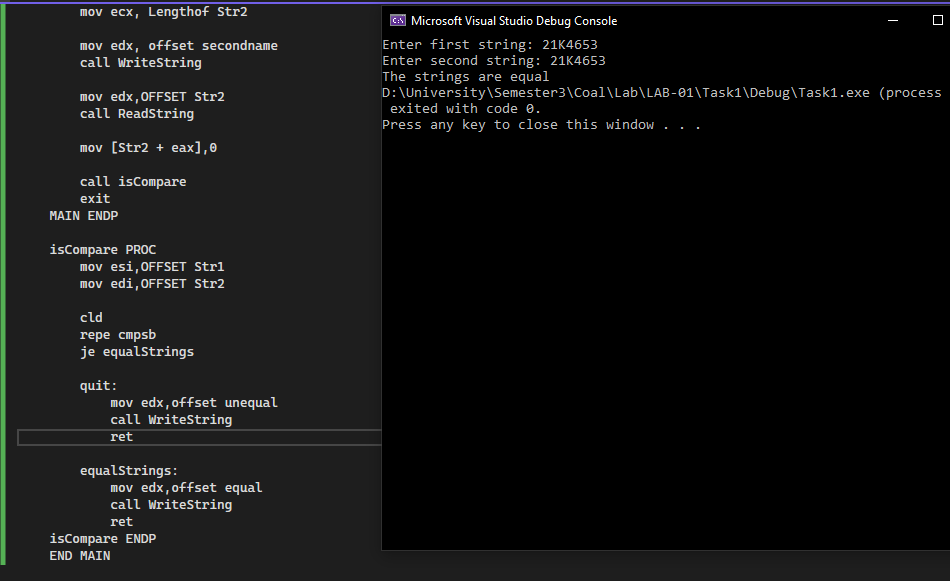 mov ecx, Lengthof Str2
mov edx, offset secondname
call WriteString
mov edx,OFFSET Str2
call ReadString
mov [Str2 + eax],0
call isCompare
exit
MAIN ENDP
isCompare PROC
mov esi,OFFSET Str1
mov edi,OFFSET Str2
cld
repe cmpsb
je equalStrings
quit:
mov edx,offset unequal
call WriteString
ret
equalStrings:
mov edx,offset equal
call WriteString
ret
isCompare ENDP
END MAIN
C:\ Microsoft Visual Studio Debug Console
Enter first string: 21K4653
Enter second string: 21K4653
The strings are equal
D:\University\Semester3\Coal\Lab\LAB-01\Task1\Debug\Task1.exe (process
exited with code 0.
Press any key to close this window . . .